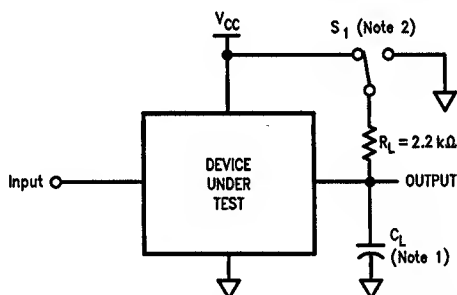 VCC
S1 (Note 2)
RL = 2.2 kΩ
DEVICE
UNDER
TEST
Input
OUTPUT
CL
(Note 1)